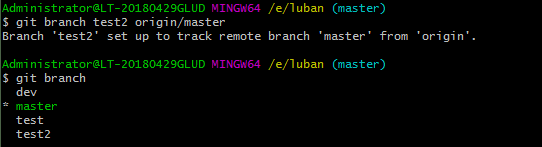 Administrator@LT-20180429GLUD MINGW64 /e/luban (master)
$ git branch test2 origin/master
Branch 'test2' set up to track remote branch 'master' from 'origin'.
Administrator@LT-20180429GLUD MINGW64 /e/luban (master)
$ git branch
dev
* master
test
test2